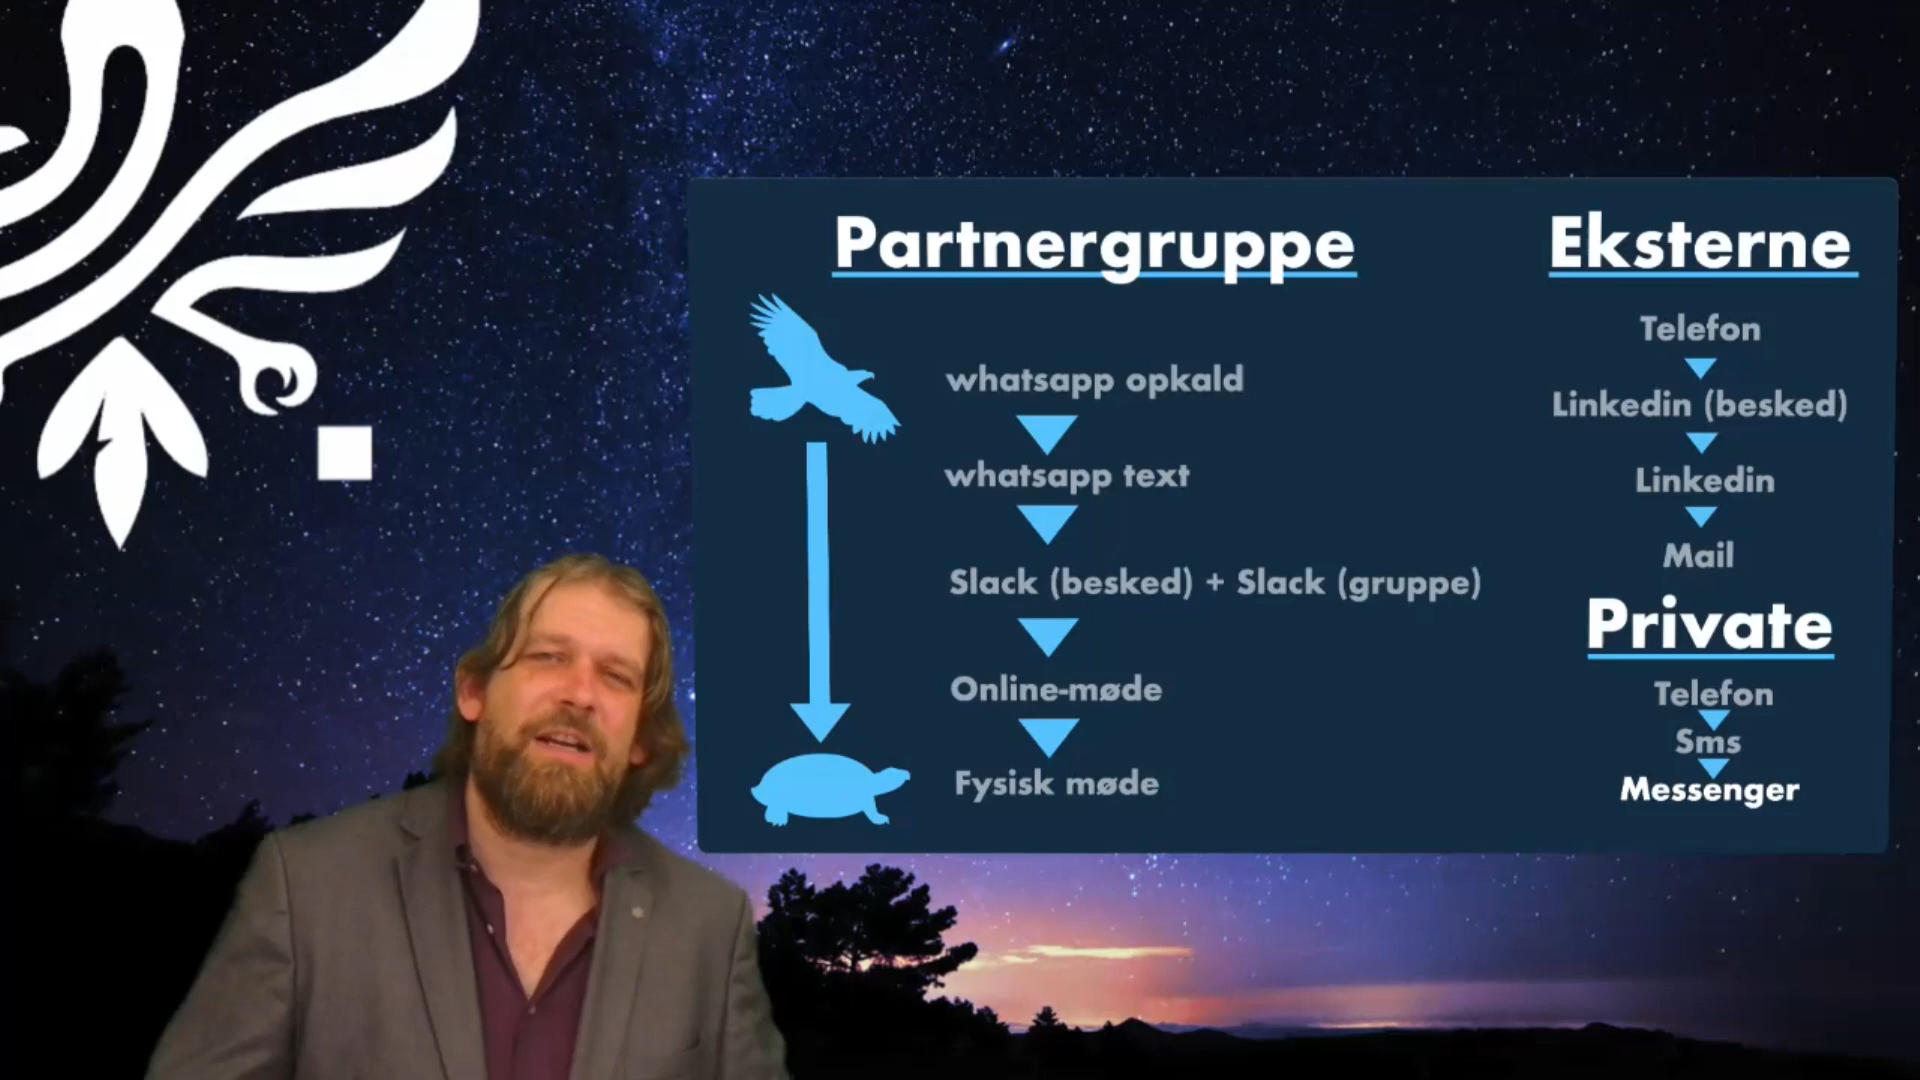 Partnergruppe
whatsapp opkald
whatsapp text
Slack (besked) + Slack (gruppe)
Online-møde
Fysisk møde
Eksterne
Telefon
Linkedin (besked)
Linkedin
Mail
Private
Telefon
Sms
Messenger